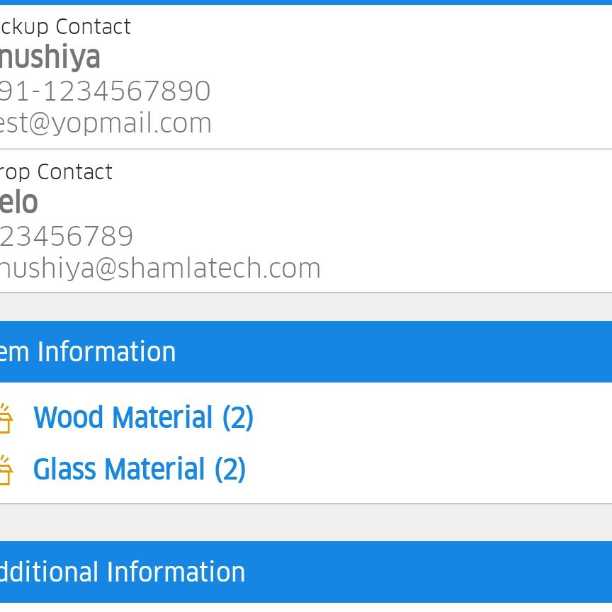 ckup Contact
nushiya
91-1234567890
est@yopmail.com
rop Contact
elo
23456789
nushiya@shamlatech.com
em Information
Wood Material (2)
Glass Material (2)
dditional Information